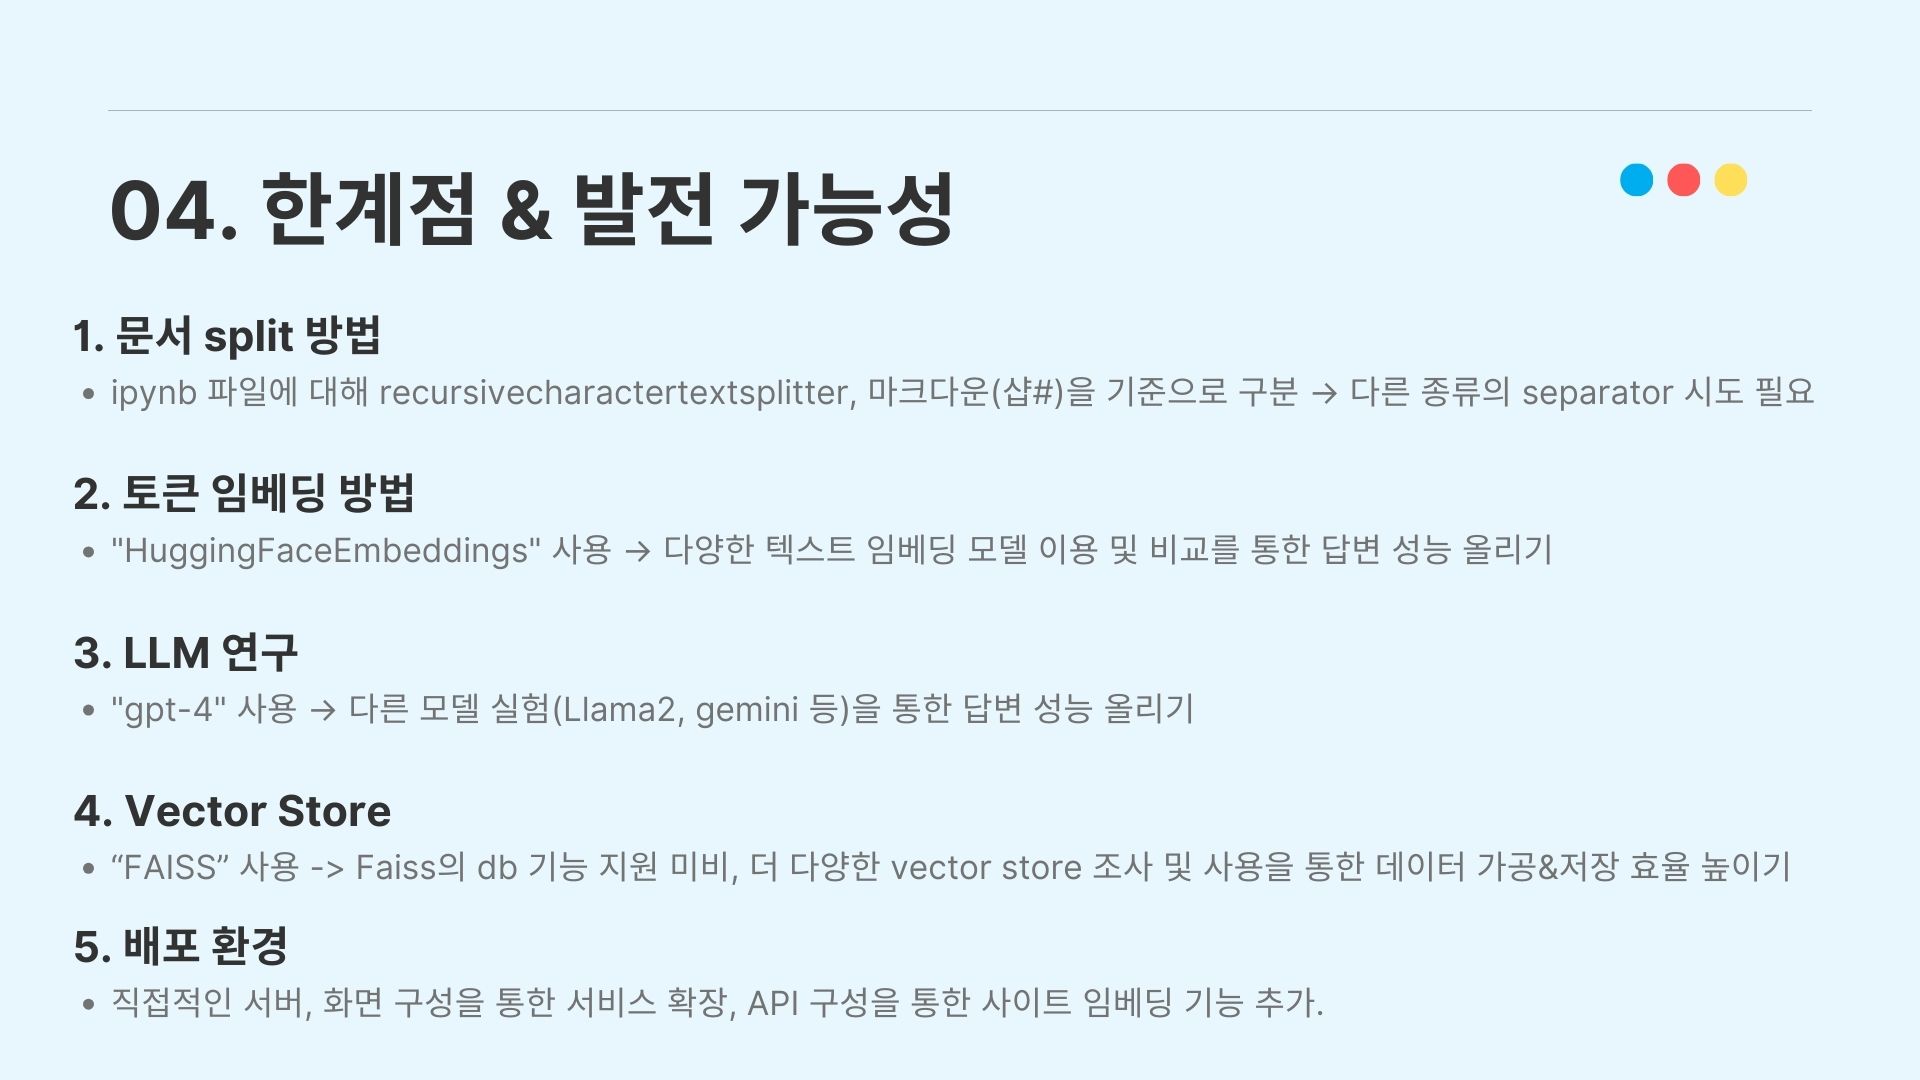 04. 한계점 & 발전 가능성
1. 문서 split 방법
• ipynb 파일에 대해 recursivecharactertextsplitter, 마크다운(샵#)을 기준으로 구분 → 다른 종류의 separator 시도 필요
2. 토큰 임베딩 방법
• "HuggingFaceEmbeddings" 사용 → 다양한 텍스트 임베딩 모델 이용 및 비교를 통한 답변 성능 올리기
3. LLM 연구
• "gpt-4" 사용 → 다른 모델 실험(Llama2, gemini 등)을 통한 답변 성능 올리기
4. Vector Store
• “FAISS” 사용 -> Faiss의 db 기능 지원 미비, 더 다양한 vector store 조사 및 사용을 통한 데이터 가공&저장 효율 높이기
5. 배포 환경
• 직접적인 서버, 화면 구성을 통한 서비스 확장, API 구성을 통한 사이트 임베딩 기능 추가.